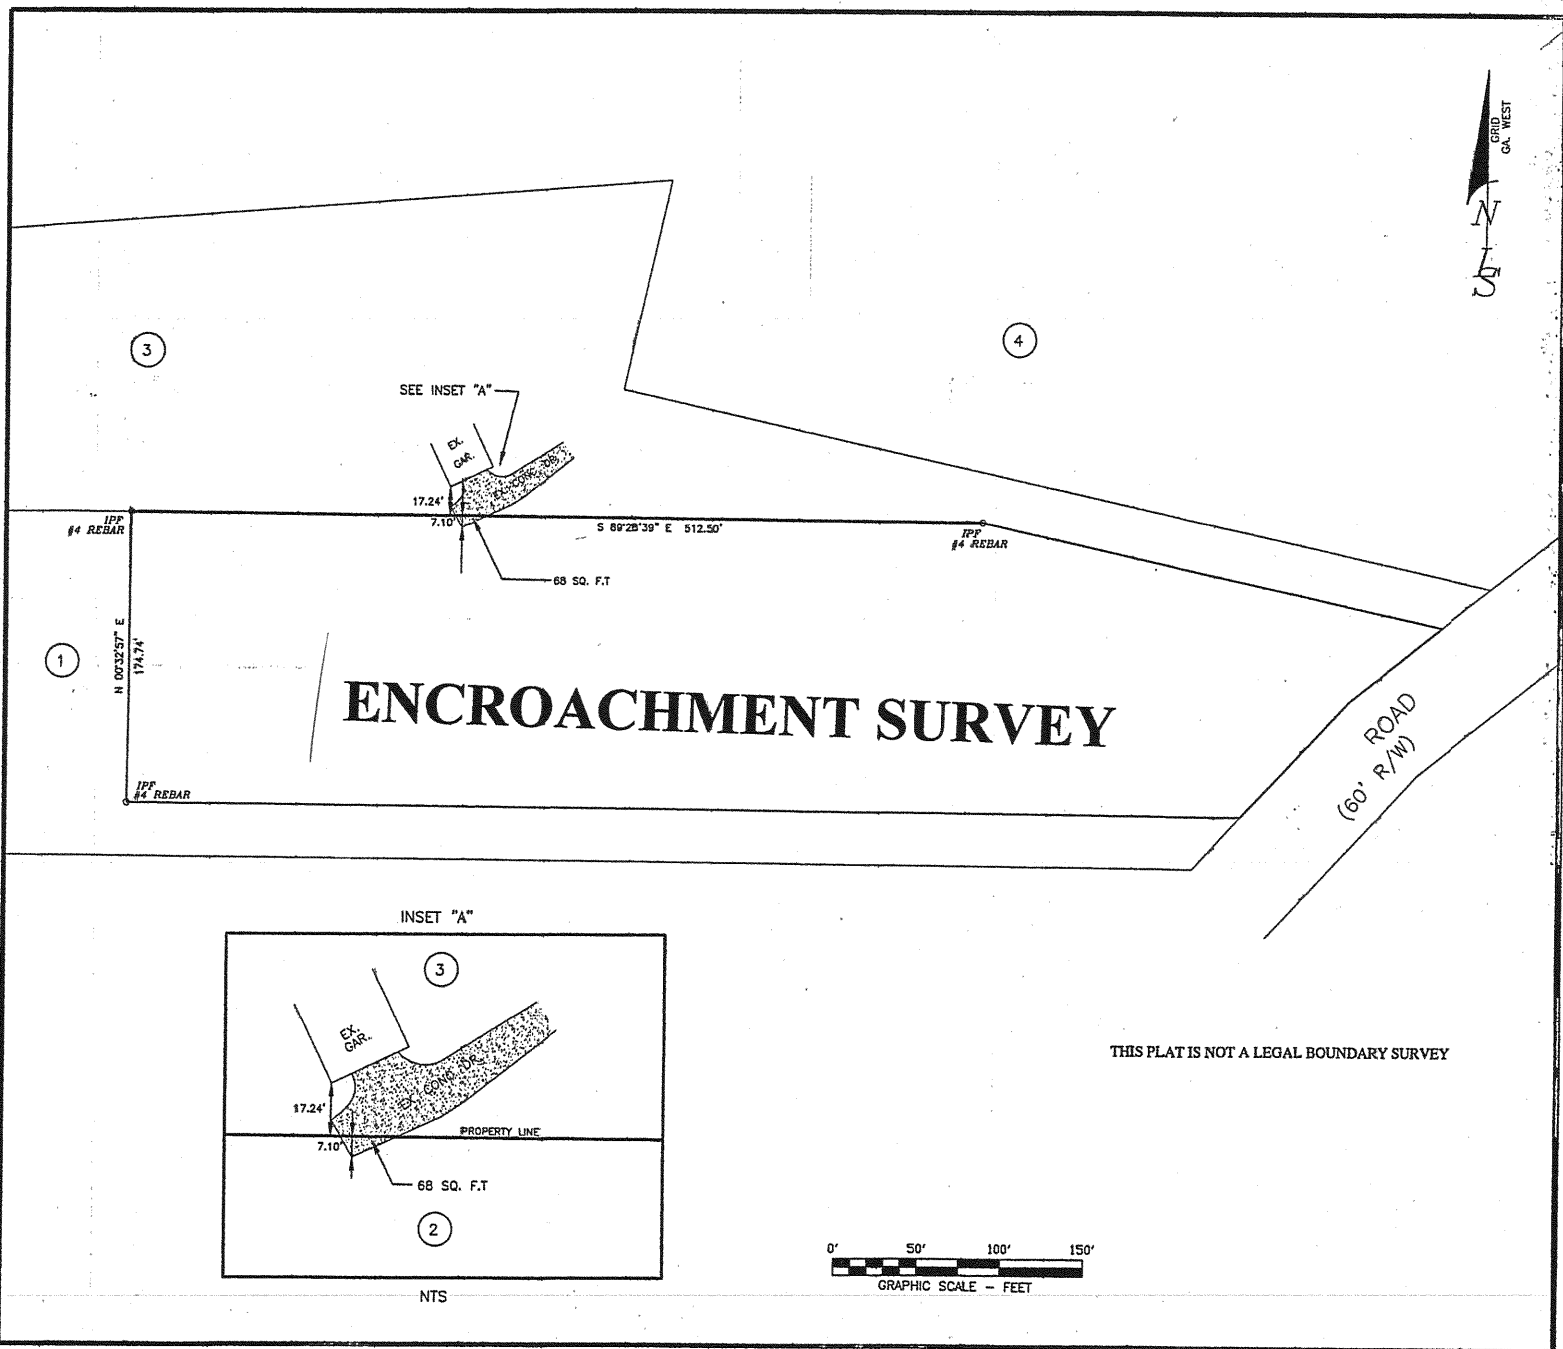 GRID
GA. WEST
N
S
3
4
SEE INSET "A"
EX.
GAR.
EX. CONC. DR.
17.24'
7.10'
IPF
#4 REBAR
S 89°28'39" E 512.50'
IPF
#4 REBAR
68 SQ. F.T
1
N 00°32'57" E
174.74'
ENCROACHMENT SURVEY
ROAD
(60' R/W)
IPF
#4 REBAR
INSET "A"
3
EX.
GAR.
EX. CONC. DR.
17.24'
PROPERTY LINE
7.10'
68 SQ. F.T
2
NTS
THIS PLAT IS NOT A LEGAL BOUNDARY SURVEY
0' 50' 100' 150'
GRAPHIC SCALE - FEET